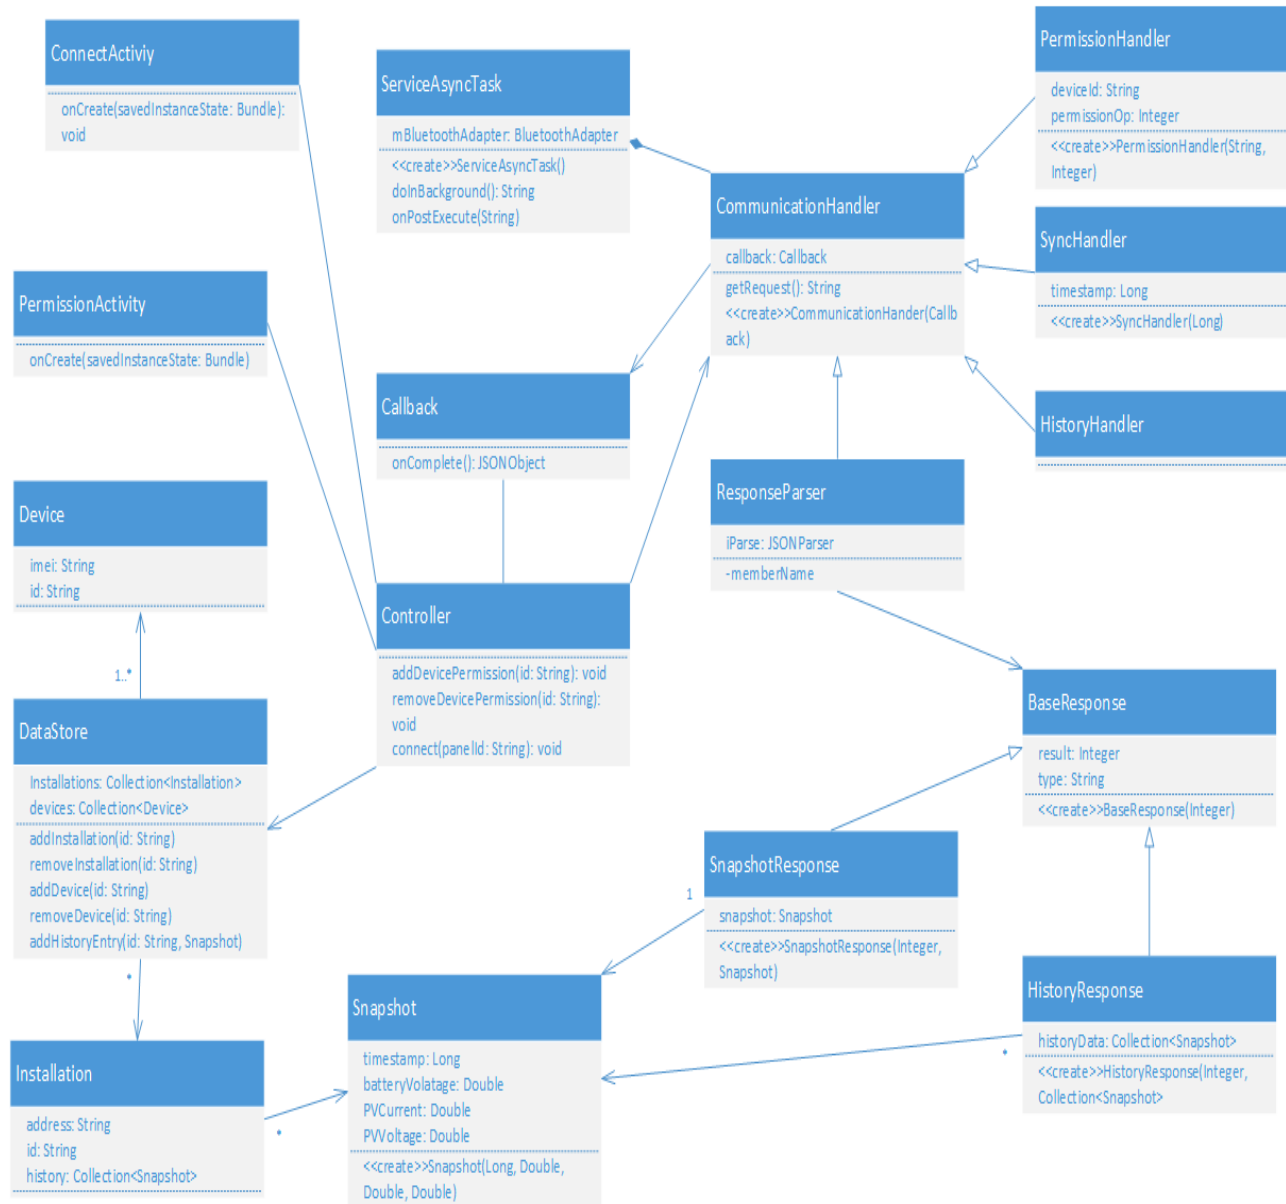 ConnectActiviy
onCreate(savedInstanceState: Bundle):
void
ServiceAsyncTask
mBluetoothAdapter: BluetoothAdapter
<<create>>ServiceAsyncTask()
doInBackground(): String
onPostExecute(String)
PermissionHandler
deviceId: String
permissionOp: Integer
<<create>>PermissionHandler(String,
Integer)
CommunicationHandler
callback: Callback
getRequest(): String
<<create>>CommunicationHander(Callb
ack)
SyncHandler
timestamp: Long
<<create>>SyncHandler(Long)
PermissionActivity
onCreate(savedInstanceState: Bundle)
Callback
onComplete(): JSONObject
HistoryHandler
ResponseParser
iParse: JSONParser
-memberName
Device
imei: String
id: String
1..*
Controller
addDevicePermission(id: String): void
removeDevicePermission(id: String):
void
connect(panelId: String): void
DataStore
Installations: Collection<Installation>
devices: Collection<Device>
addInstallation(id: String)
removeInstallation(id: String)
addDevice(id: String)
removeDevice(id: String)
addHistoryEntry(id: String, Snapshot)
*
BaseResponse
result: Integer
type: String
<<create>>BaseResponse(Integer)
SnapshotResponse
1
snapshot: Snapshot
<<create>>SnapshotResponse(Integer,
Snapshot)
HistoryResponse
historyData: Collection<Snapshot>
*
<<create>>HistoryResponse(Integer,
Collection<Snapshot>
Snapshot
timestamp: Long
batteryVolatage: Double
PVCurrent: Double
PVVoltage: Double
<<create>>Snapshot(Long, Double,
Double, Double)
Installation
address: String
id: String
history: Collection<Snapshot>
*